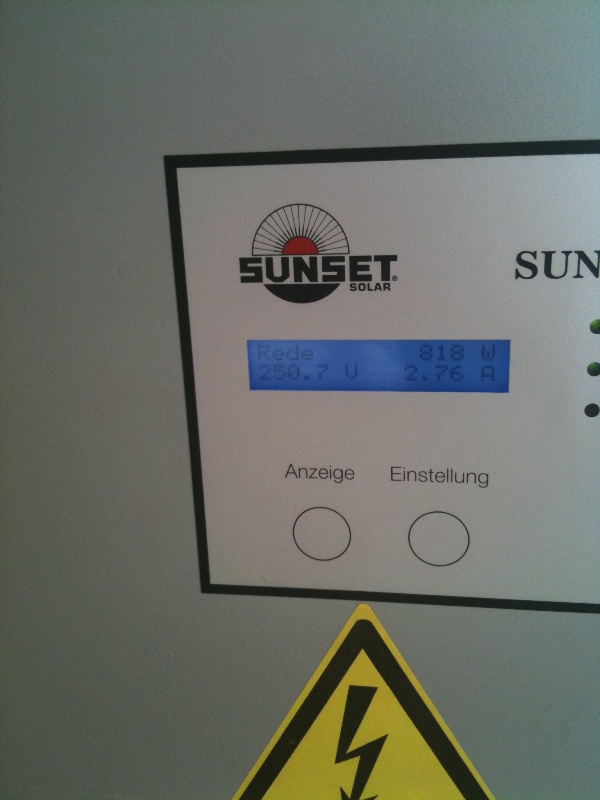 SUNSET®
SOLAR
SUN
Rede 818 W
250.7 V 2.76 A
Anzeige Einstellung